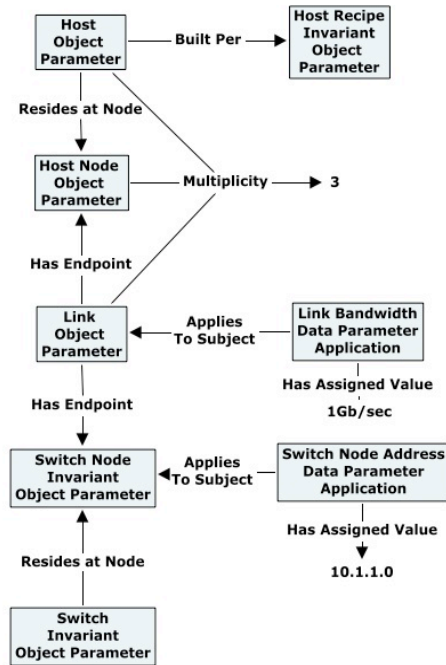 Host
Object
Parameter
Built Per
Host Recipe
Invariant
Object
Parameter
Resides at Node
Host Node
Object
Parameter
Multiplicity
3
Has Endpoint
Link
Object
Parameter
Applies
To Subject
Link Bandwidth
Data Parameter
Application
Has Assigned Value
1Gb/sec
Has Endpoint
Switch Node
Invariant
Object Parameter
Applies
To Subject
Switch Node Address
Data Parameter
Application
Has Assigned Value
10.1.1.0
Resides at Node
Switch
Invariant
Object Parameter